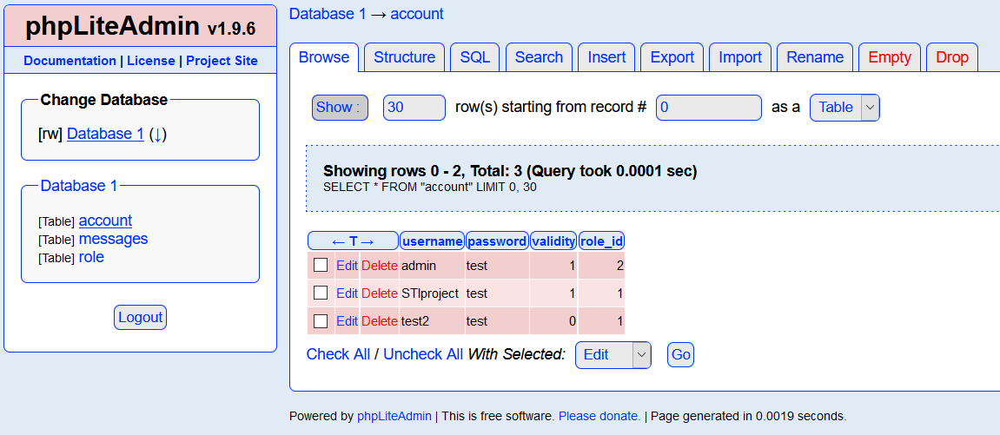 phpLiteAdmin v1.9.6
Documentation | License | Project Site
Change Database
[rw] Database 1 (↓)
Database 1
[Table] account
[Table] messages
[Table] role
Logout
Database 1 → account
Browse Structure SQL Search Insert Export Import Rename Empty Drop
Show : 30 row(s) starting from record # 0 as a Table
Showing rows 0 - 2, Total: 3 (Query took 0.0001 sec)
SELECT * FROM "account" LIMIT 0, 30
← T → username password validity role_id
Edit Delete admin test 1 2
Edit Delete STIproject test 1 1
Edit Delete test2 test 0 1
Check All / Uncheck All With Selected: Edit Go
Powered by phpLiteAdmin | This is free software. Please donate. | Page generated in 0.0019 seconds.